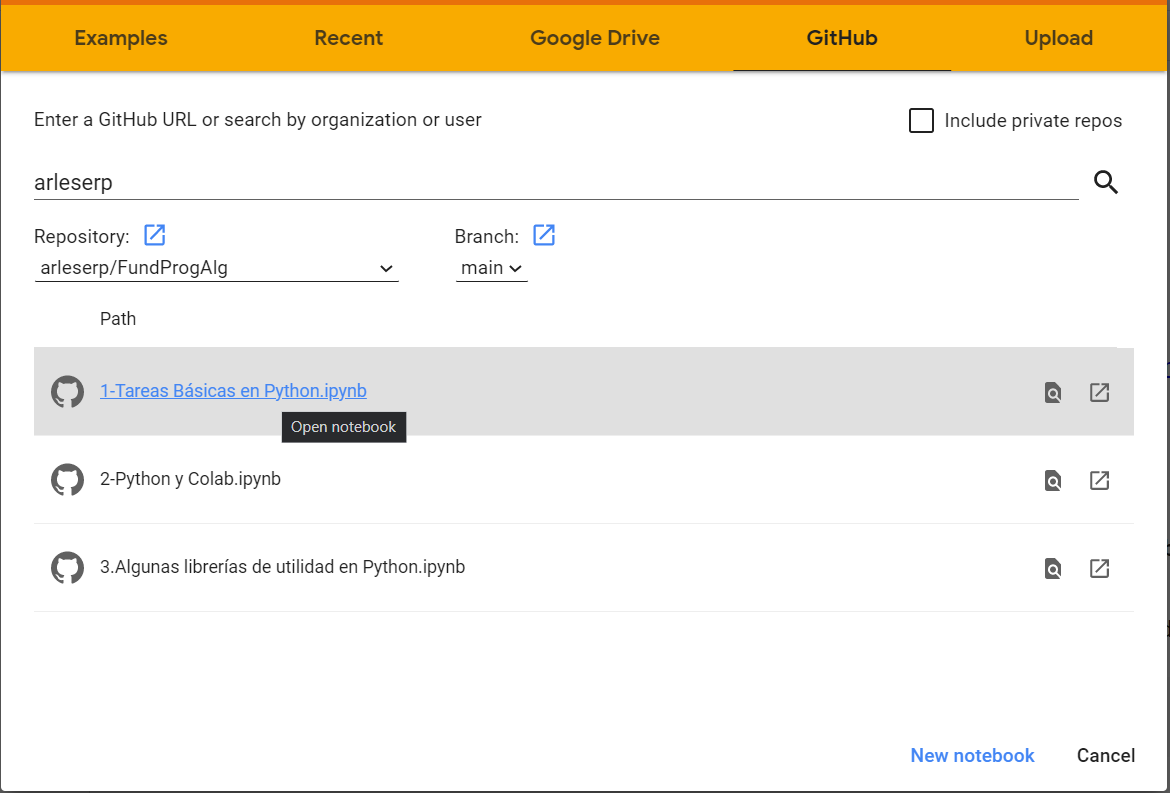 Examples Recent Google Drive GitHub Upload
Enter a GitHub URL or search by organization or user Include private repos
arleserp
Repository: Branch:
arleserp/FundProgAlg main
Path
1-Tareas Básicas en Python.ipynb
Open notebook
2-Python y Colab.ipynb
3.Algunas librerías de utilidad en Python.ipynb
New notebook Cancel